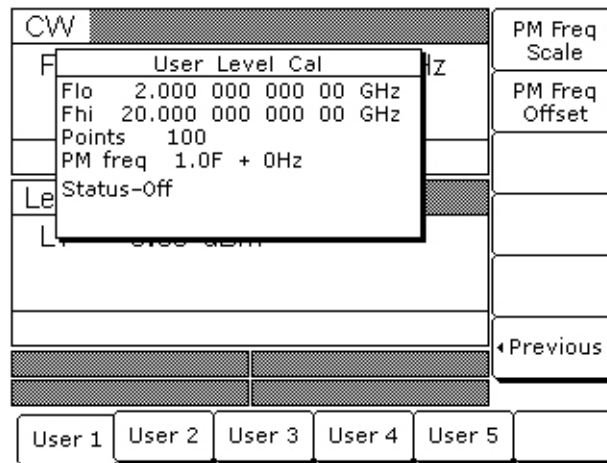 CW
PM Freq
Scale
F
Hz
User Level Cal
Flo 2.000 000 000 00 GHz
Fhi 20.000 000 000 00 GHz
PM Freq
Offset
Points 100
PM freq 1.0F + 0Hz
Status-Off
Le
Previous
User 1
User 2
User 3
User 4
User 5